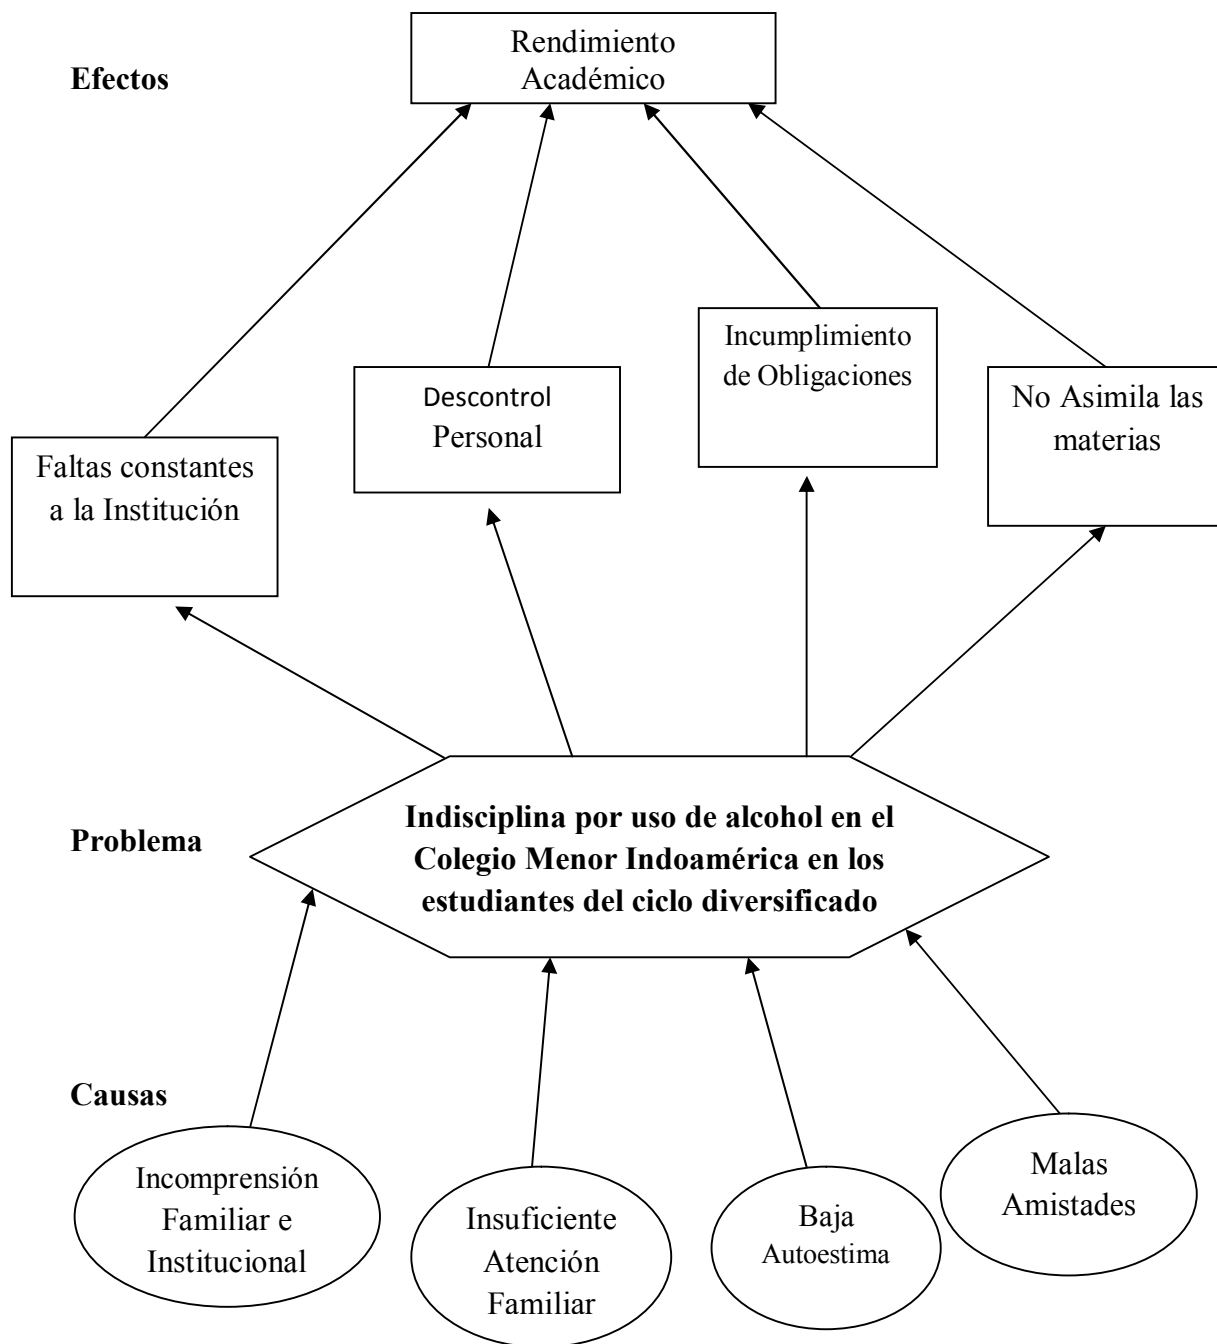 Rendimiento
Académico
Efectos
Incumplimiento
de Obligaciones
Descontrol
Personal
No Asimila las
materias
Faltas constantes
a la Institución
Problema
Indisciplina por uso de alcohol en el
Colegio Menor Indoamérica en los
estudiantes del ciclo diversificado
Causas
Incomprensión
Familiar e
Institucional
Insuficiente
Atención
Familiar
Baja
Autoestima
Malas
Amistades